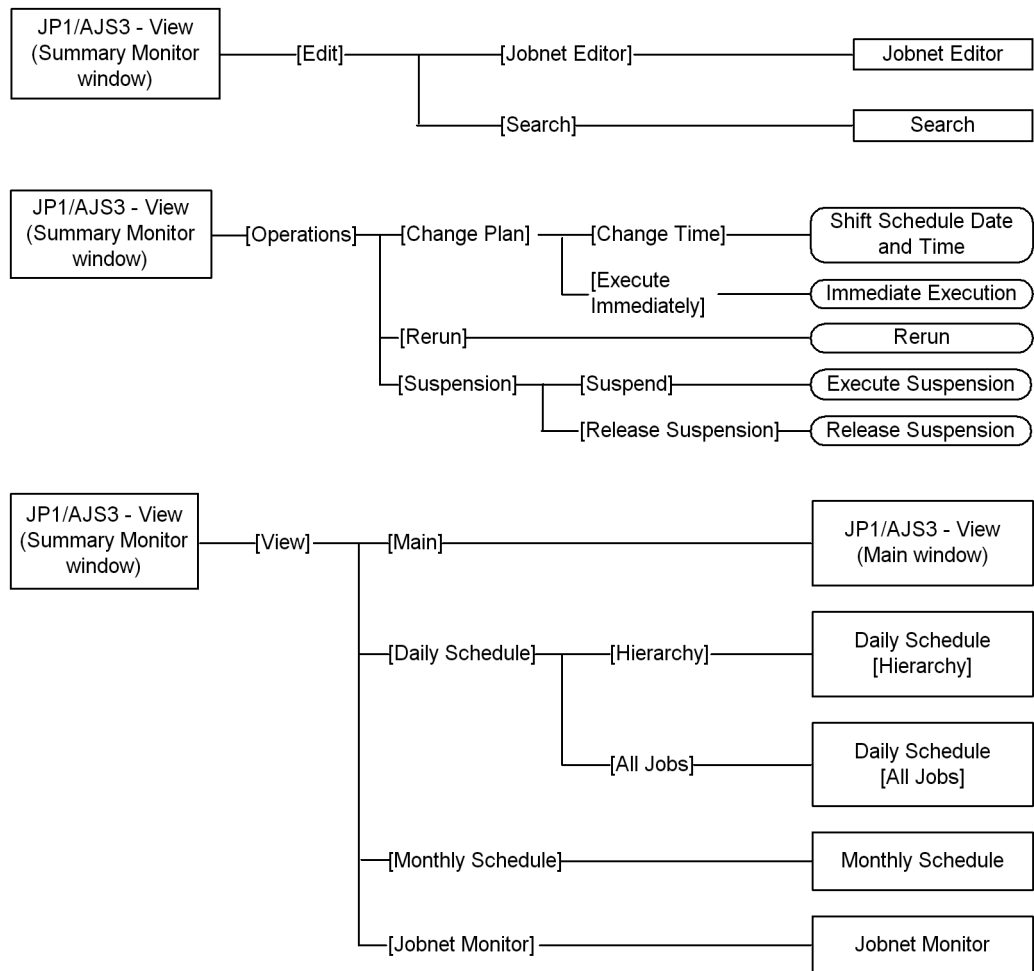 JP1/AJS3 - View
(Summary Monitor
window)
[Edit]
[Jobnet Editor]
Jobnet Editor
[Search]
Search
JP1/AJS3 - View
(Summary Monitor
window)
[Operations]
[Change Plan]
[Change Time]
Shift Schedule Date
and Time
[Execute
Immediately]
Immediate Execution
[Rerun]
Rerun
[Suspension]
[Suspend]
Execute Suspension
[Release Suspension]
Release Suspension
JP1/AJS3 - View
(Summary Monitor
window)
[View]
[Main]
JP1/AJS3 - View
(Main window)
[Daily Schedule]
[Hierarchy]
Daily Schedule
[Hierarchy]
[All Jobs]
Daily Schedule
[All Jobs]
[Monthly Schedule]
Monthly Schedule
[Jobnet Monitor]
Jobnet Monitor